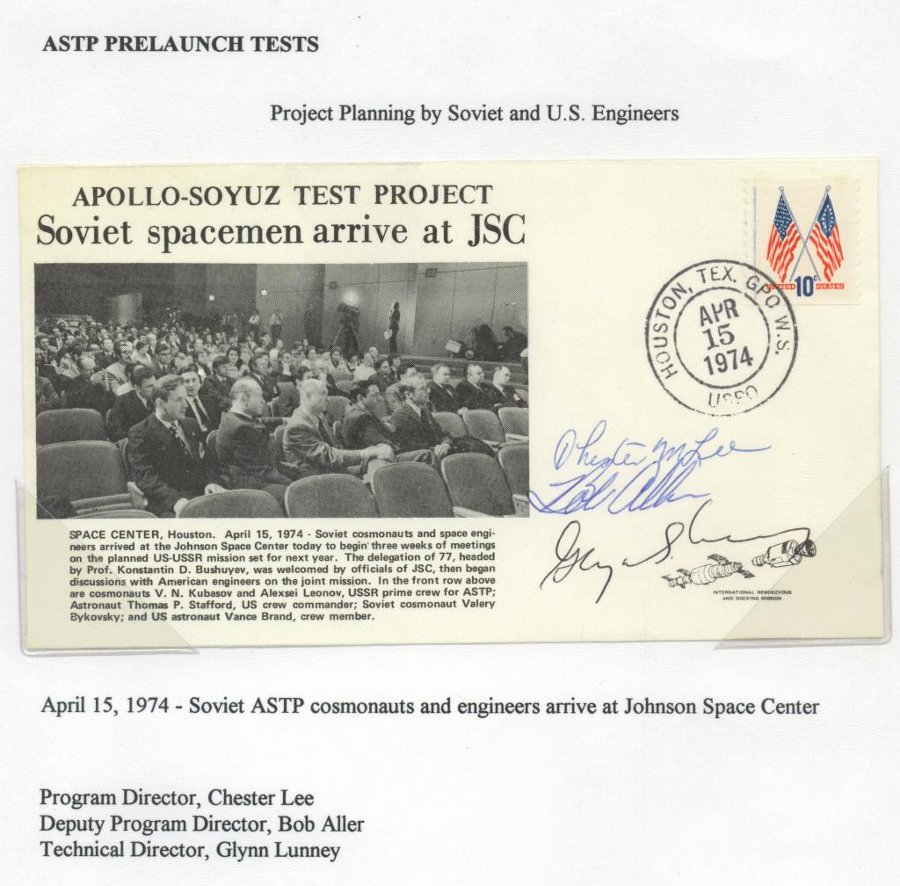 ASTP PRELAUNCH TESTS
Project Planning by Soviet and U.S. Engineers
APOLLO-SOYUZ TEST PROJECT
Soviet spacemen arrive at JSC
UNITED 10c STATES
HOUSTON, TEX. GPO W.S.
APR
15
1974
USPO
Chester M Lee
Bob Aller
Glynn S. Lunney
SPACE CENTER, Houston. April 15, 1974 - Soviet cosmonauts and space engi-
neers arrived at the Johnson Space Center today to begin three weeks of meetings
on the planned US-USSR mission set for next year. The delegation of 77, headed
by Prof. Konstantin D. Bushuyev, was welcomed by officials of JSC, then began
discussions with American engineers on the joint mission. In the front row above
are cosmonauts V. N. Kubasov and Alexsei Leonov, USSR prime crew for ASTP;
Astronaut Thomas P. Stafford, US crew commander; Soviet cosmonaut Valery
Bykovsky; and US astronaut Vance Brand, crew member.
INTERNATIONAL RENDEZVOUS
AND DOCKING MISSION
April 15, 1974 - Soviet ASTP cosmonauts and engineers arrive at Johnson Space Center
Program Director, Chester Lee
Deputy Program Director, Bob Aller
Technical Director, Glynn Lunney